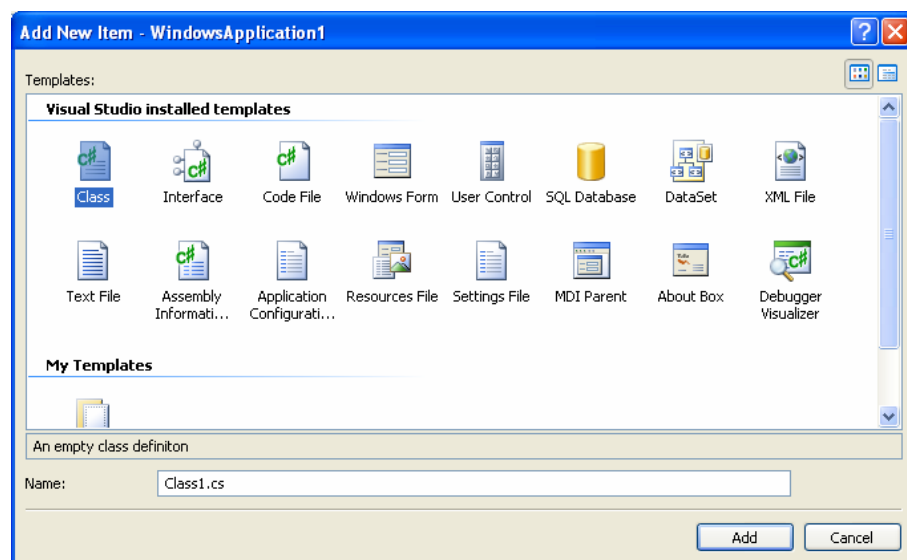 Add New Item - WindowsApplication1
Templates:
Visual Studio installed templates
Class Interface Code File Windows Form User Control SQL Database DataSet XML File
Text File Assembly Informati... Application Configurati... Resources File Settings File MDI Parent About Box Debugger Visualizer
My Templates
An empty class definiton
Name: Class1.cs
Add Cancel